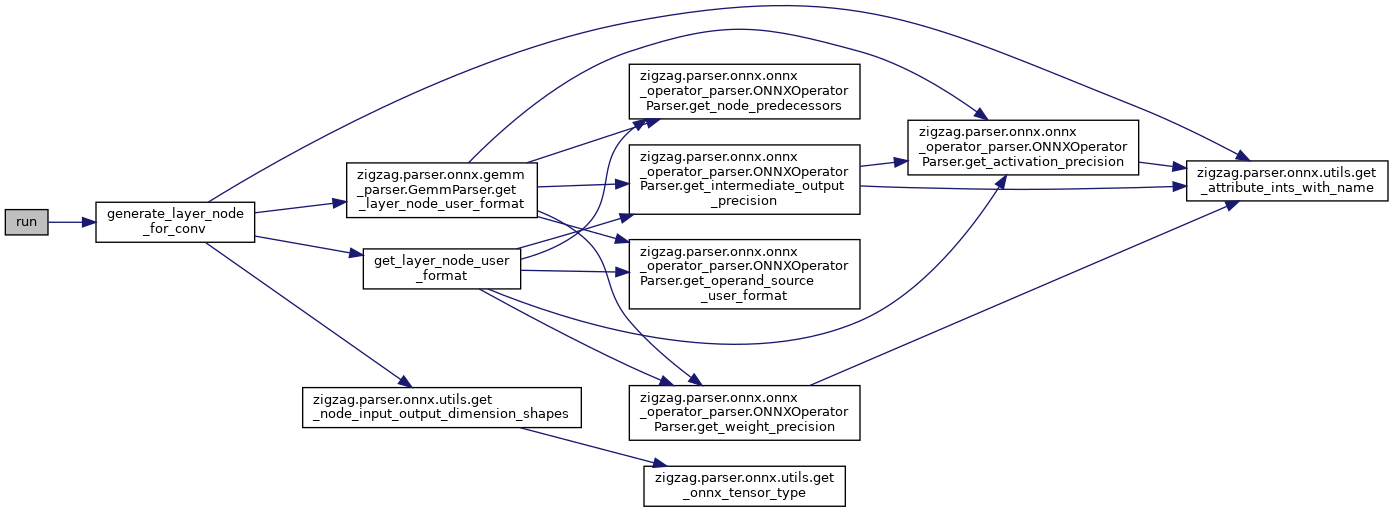 run
generate_layer_node
_for_conv
zigzag.parser.onnx.gemm
_parser.GemmParser.get
_layer_node_user_format
get_layer_node_user
_format
zigzag.parser.onnx.utils.get
_node_input_output_dimension_shapes
zigzag.parser.onnx.onnx
_operator_parser.ONNXOperator
Parser.get_node_predecessors
zigzag.parser.onnx.onnx
_operator_parser.ONNXOperator
Parser.get_intermediate_output
_precision
zigzag.parser.onnx.onnx
_operator_parser.ONNXOperator
Parser.get_operand_source
_user_format
zigzag.parser.onnx.onnx
_operator_parser.ONNXOperator
Parser.get_weight_precision
zigzag.parser.onnx.utils.get
_onnx_tensor_type
zigzag.parser.onnx.onnx
_operator_parser.ONNXOperator
Parser.get_activation_precision
zigzag.parser.onnx.utils.get
_attribute_ints_with_name